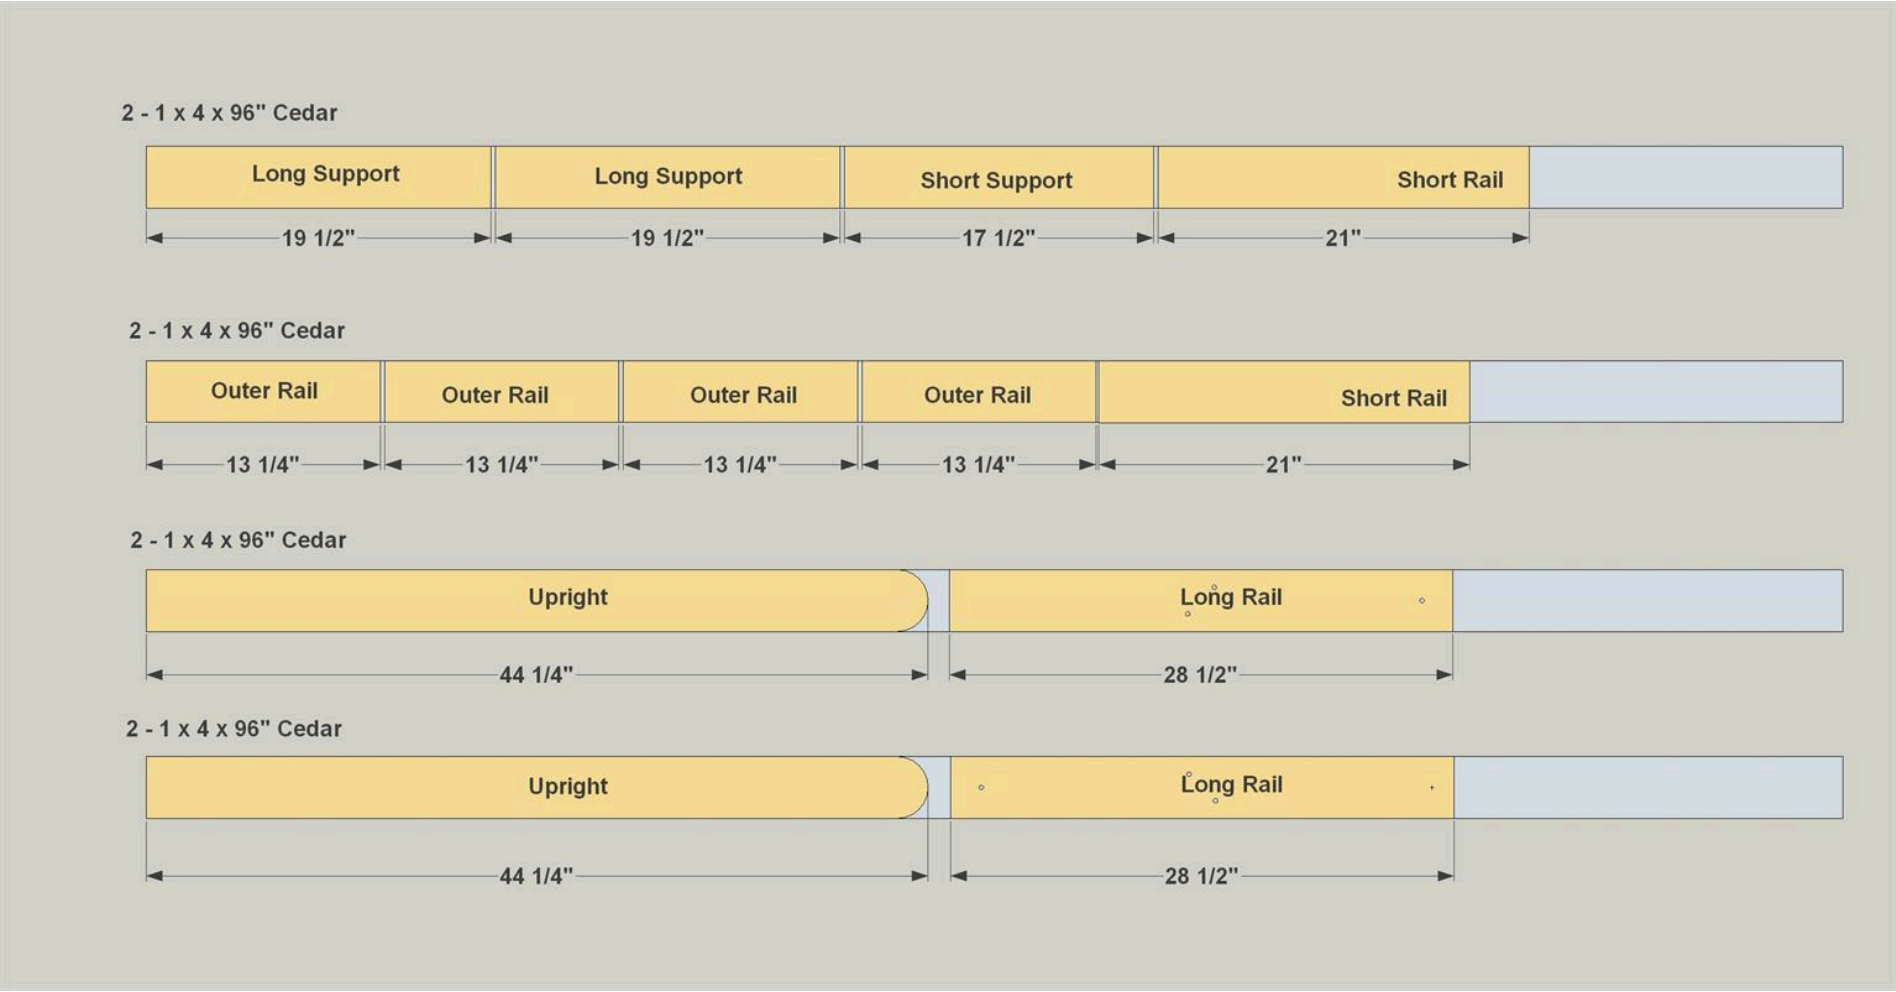 2 - 1 x 4 x 96" Cedar
Long Support Long Support Short Support Short Rail
19 1/2" 19 1/2" 17 1/2" 21"
2 - 1 x 4 x 96" Cedar
Outer Rail Outer Rail Outer Rail Outer Rail Short Rail
13 1/4" 13 1/4" 13 1/4" 13 1/4" 21"
2 - 1 x 4 x 96" Cedar
Upright Long Rail
44 1/4" 28 1/2"
2 - 1 x 4 x 96" Cedar
Upright Long Rail
44 1/4" 28 1/2"